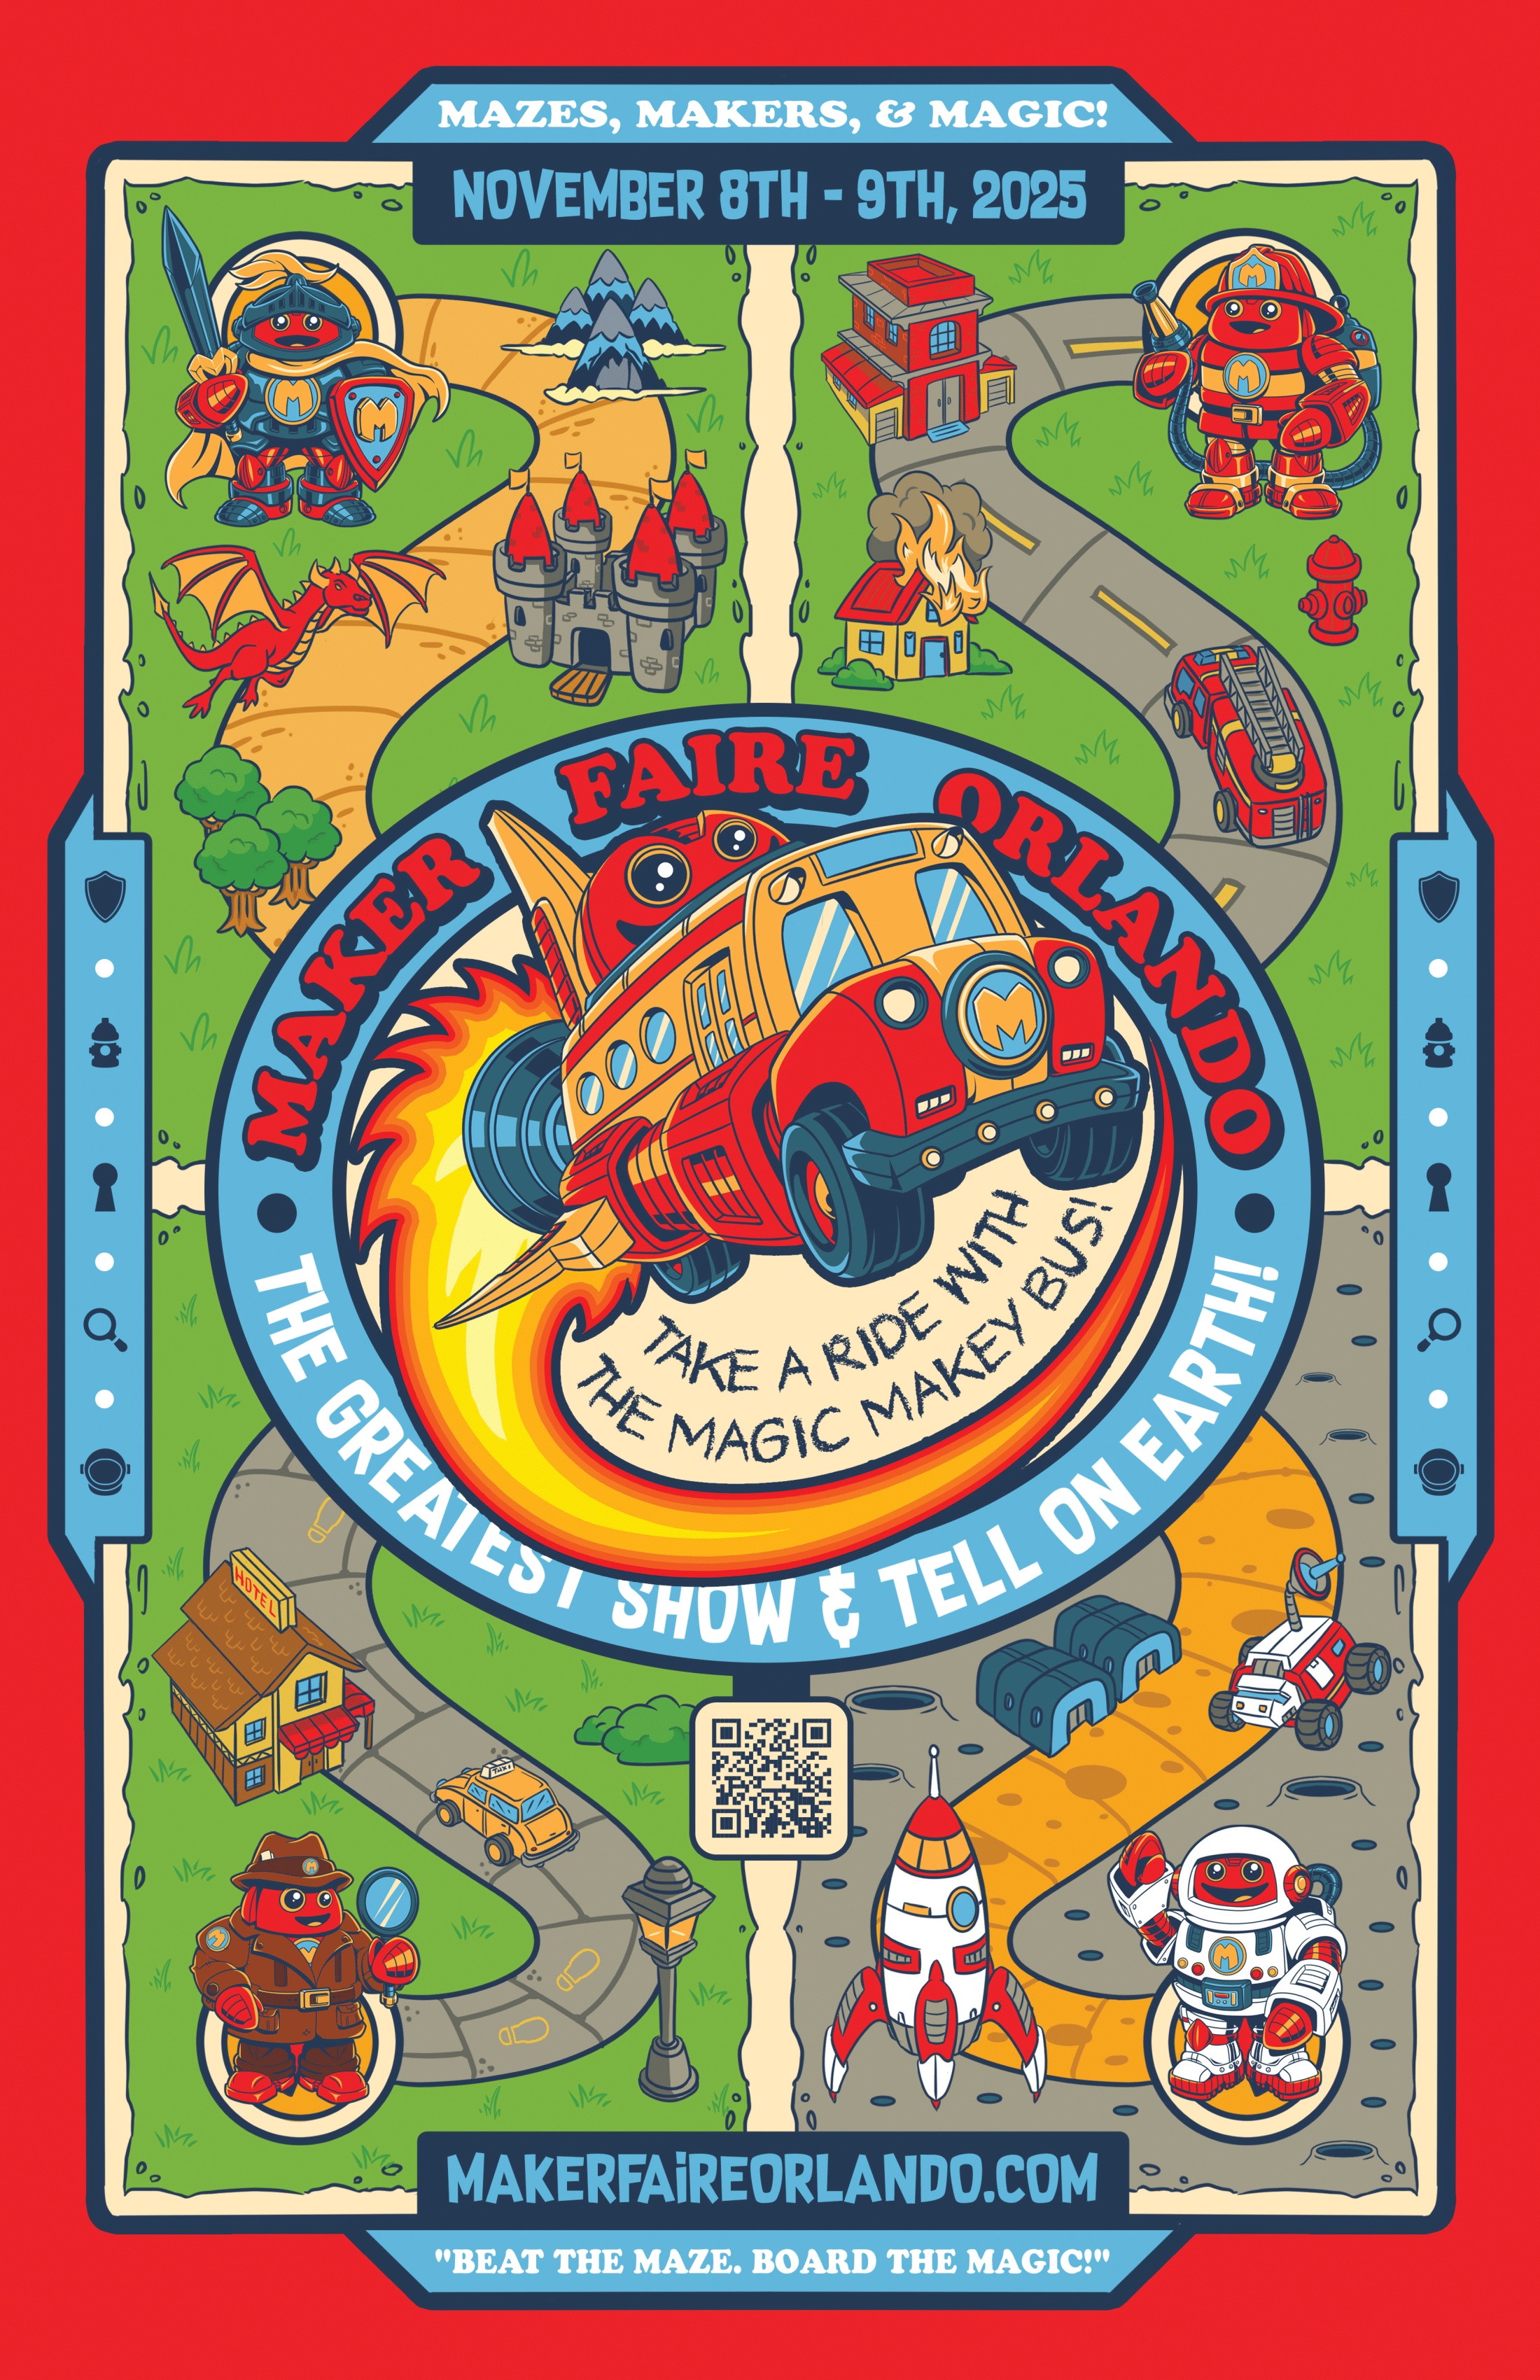 MAZES, MAKERS, & MAGIC!
NOVEMBER 8TH - 9TH, 2025
MAKER FAIRE ORLANDO
M
M
M
M
M
TAKE A RIDE WITH
THE MAGIC MAKEY BUS!
THE GREATEST SHOW & TELL ON EARTH!
HOTEL
TAXI
M
M
M
MAKERFAiREORLANDO.COM
"BEAT THE MAZE. BOARD THE MAGIC!"